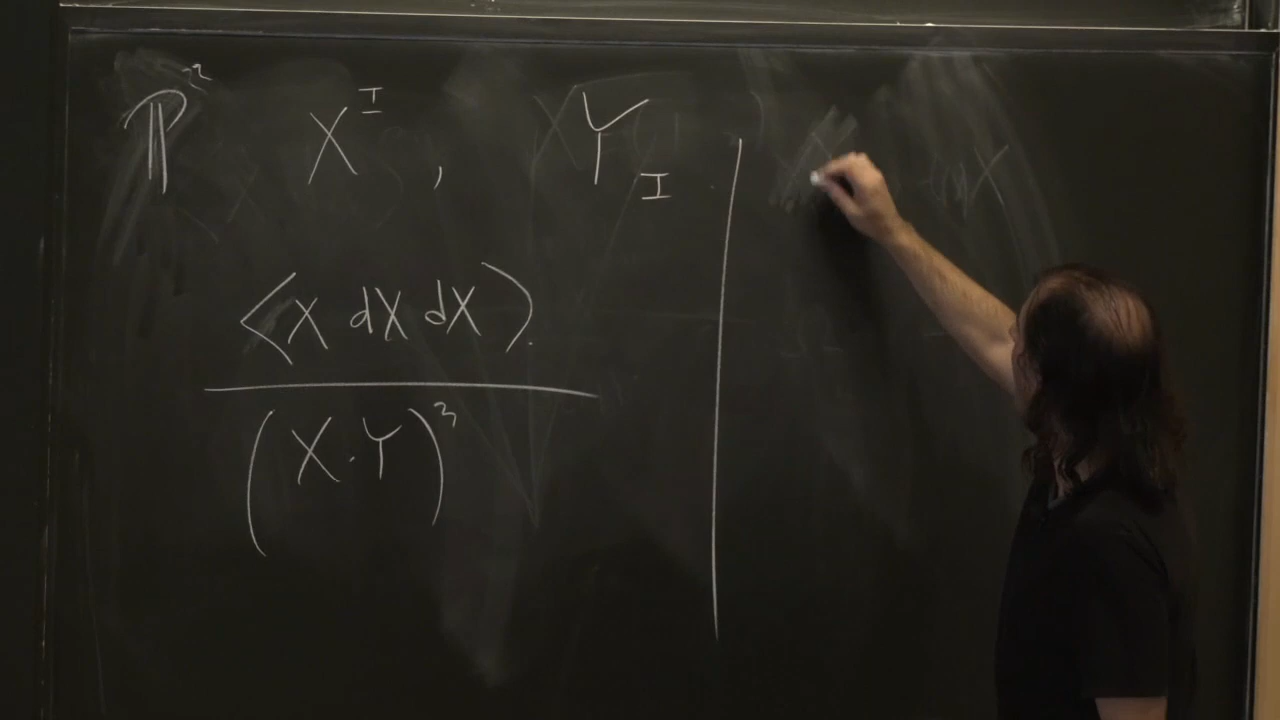 ℙ² X^I , Y_I
⟨X dX dX⟩
(X · Y)³